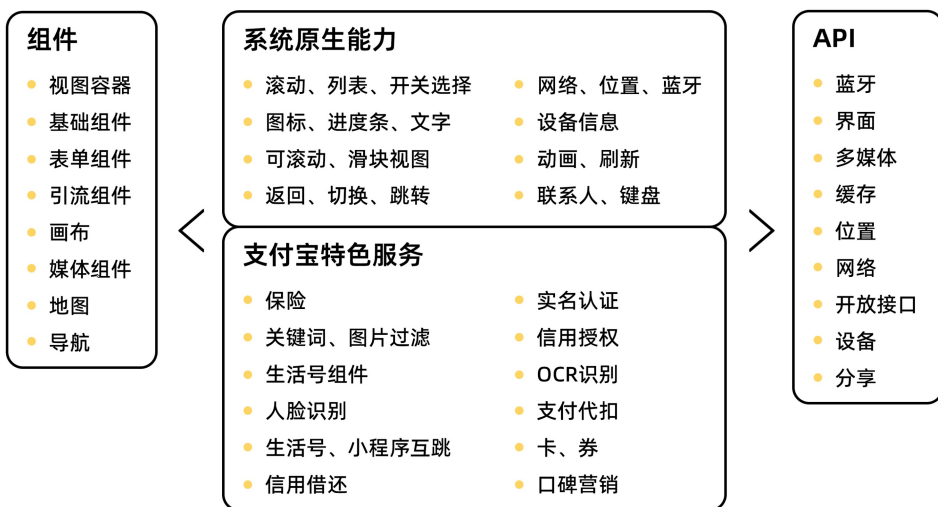 组件
视图容器
基础组件
表单组件
引流组件
画布
媒体组件
地图
导航
系统原生能力
滚动、列表、开关选择
图标、进度条、文字
可滚动、滑块视图
返回、切换、跳转
网络、位置、蓝牙
设备信息
动画、刷新
联系人、键盘
支付宝特色服务
保险
关键词、图片过滤
生活号组件
人脸识别
生活号、小程序互跳
信用借还
实名认证
信用授权
OCR识别
支付代扣
卡、券
口碑营销
API
蓝牙
界面
多媒体
缓存
位置
网络
开放接口
设备
分享